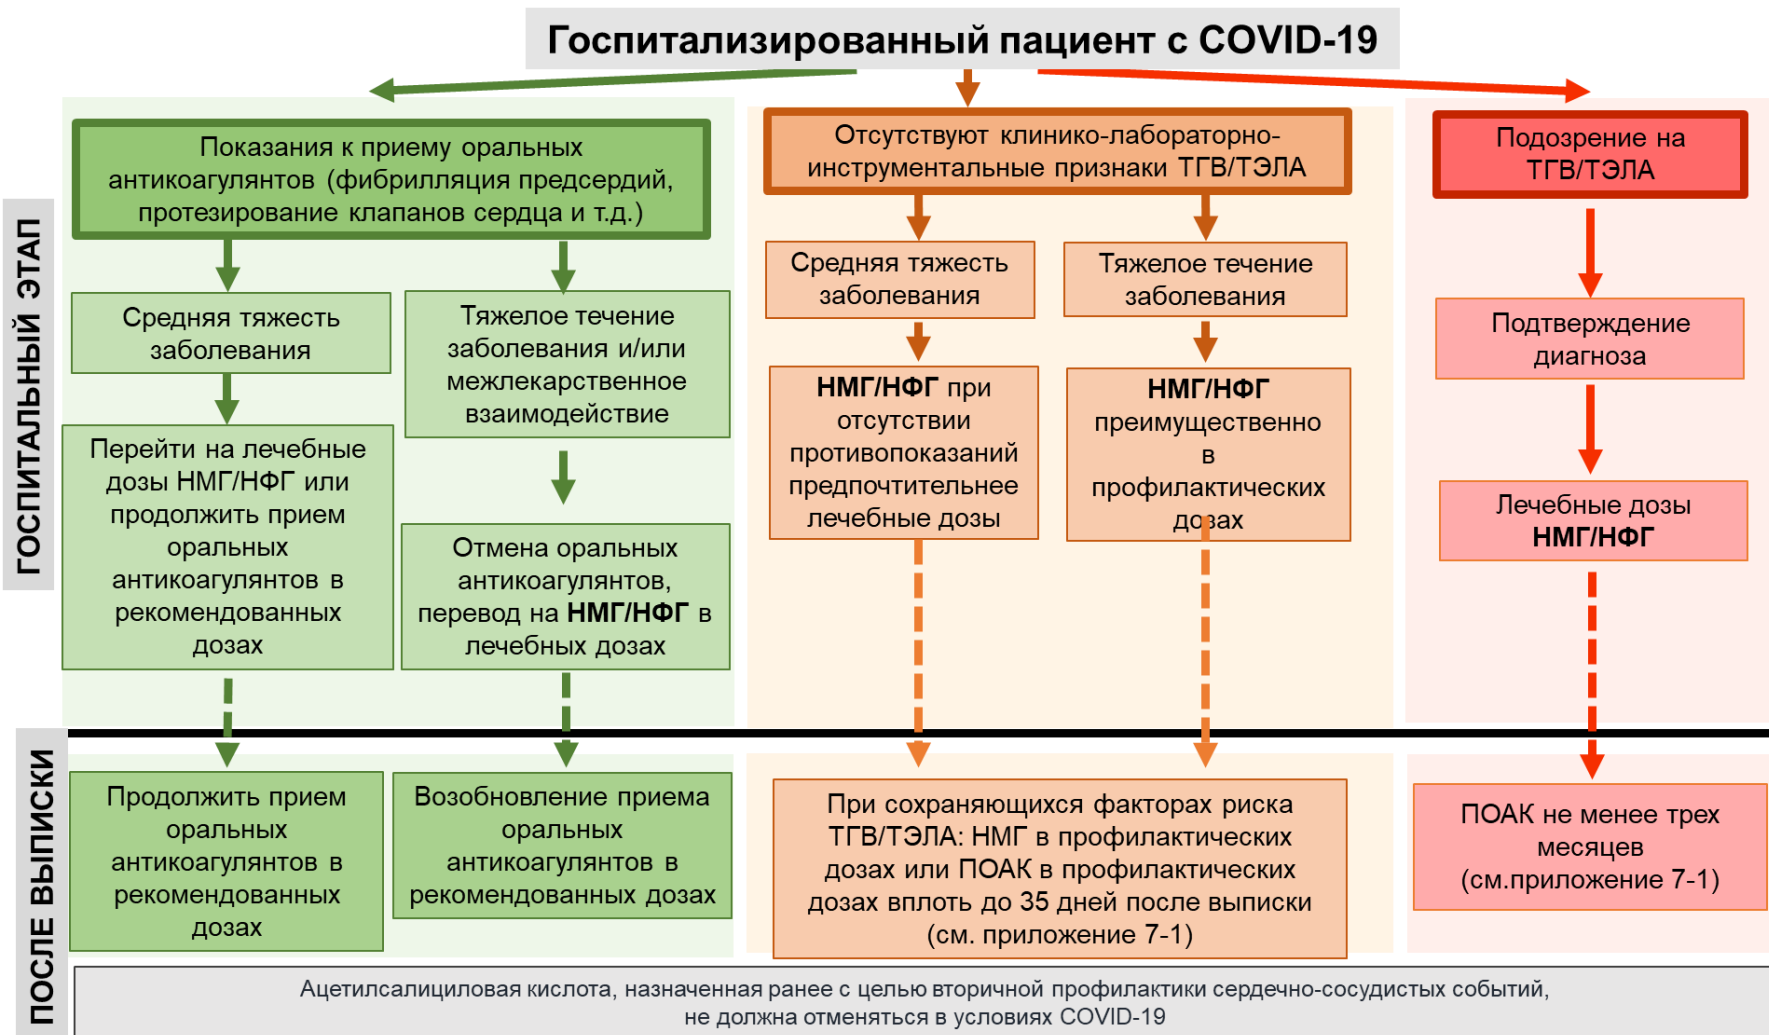 Госпитализированный пациент с COVID-19
ГОСПИТАЛЬНЫЙ ЭТАП
Показания к приему оральных
антикоагулянтов (фибрилляция предсердий,
протезирование клапанов сердца и т.д.)
Средняя тяжесть
заболевания
Перейти на лечебные
дозы НМГ/НФГ или
продолжить прием
оральных
антикоагулянтов в
рекомендованных
дозах
Тяжелое течение
заболевания и/или
межлекарственное
взаимодействие
Отмена оральных
антикоагулянтов,
перевод на НМГ/НФГ в
лечебных дозах
Отсутствуют клинико-лабораторно-
инструментальные признаки ТГВ/ТЭЛА
Средняя тяжесть
заболевания
НМГ/НФГ при
отсутствии
противопоказаний
предпочтительнее
лечебные дозы
Тяжелое течение
заболевания
НМГ/НФГ
преимущественно
в
профилактических
дозах
Подозрение на
ТГВ/ТЭЛА
Подтверждение
диагноза
Лечебные дозы
НМГ/НФГ
ПОСЛЕ ВЫПИСКИ
Продолжить прием
оральных
антикоагулянтов в
рекомендованных
дозах
Возобновление приема
оральных
антикоагулянтов в
рекомендованных дозах
При сохраняющихся факторах риска
ТГВ/ТЭЛА: НМГ в профилактических
дозах или ПОАК в профилактических
дозах вплоть до 35 дней после выписки
(см. приложение 7-1)
ПОАК не менее трех
месяцев
(см.приложение 7-1)
Ацетилсалициловая кислота, назначенная ранее с целью вторичной профилактики сердечно-сосудистых событий,
не должна отменяться в условиях COVID-19